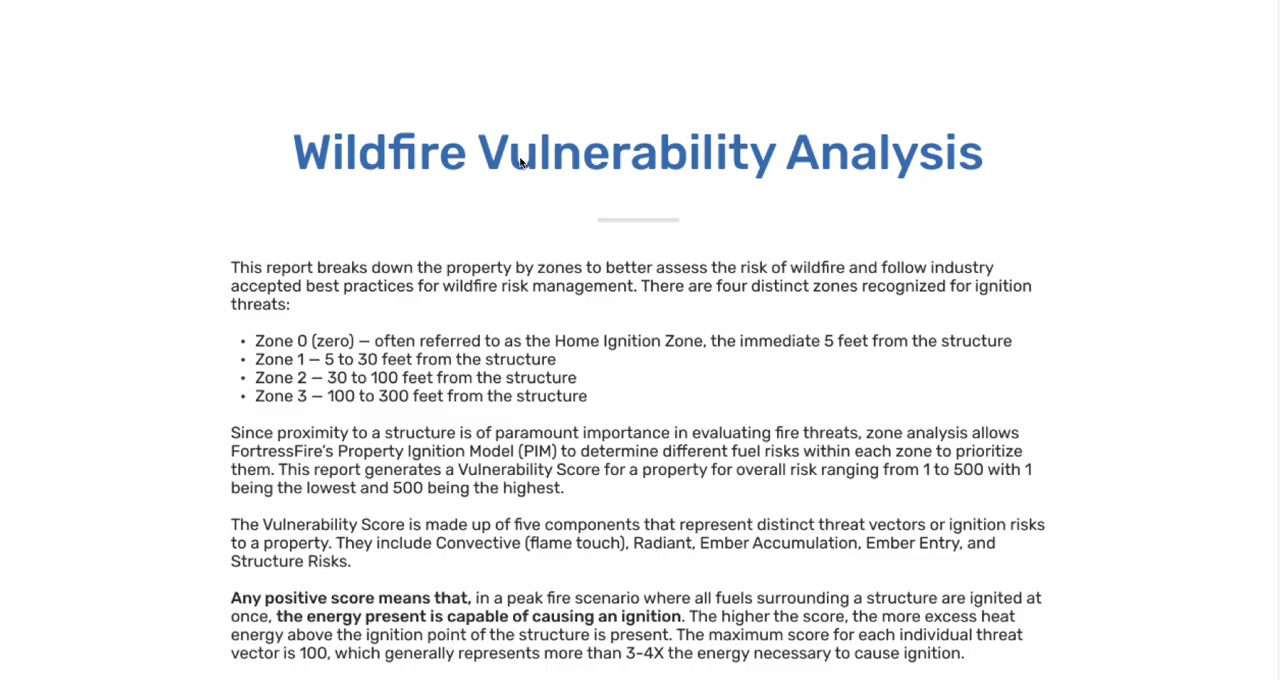 Wildfire Vulnerability Analysis
This report breaks down the property by zones to better assess the risk of wildfire and follow industry
accepted best practices for wildfire risk management. There are four distinct zones recognized for ignition
threats:
• Zone 0 (zero) – often referred to as the Home Ignition Zone, the immediate 5 feet from the structure
• Zone 1 – 5 to 30 feet from the structure
• Zone 2 – 30 to 100 feet from the structure
• Zone 3 – 100 to 300 feet from the structure
Since proximity to a structure is of paramount importance in evaluating fire threats, zone analysis allows
FortressFire's Property Ignition Model (PIM) to determine different fuel risks within each zone to prioritize
them. This report generates a Vulnerability Score for a property for overall risk ranging from 1 to 500 with 1
being the lowest and 500 being the highest.
The Vulnerability Score is made up of five components that represent distinct threat vectors or ignition risks
to a property. They include Convective (flame touch), Radiant, Ember Accumulation, Ember Entry, and
Structure Risks.
Any positive score means that, in a peak fire scenario where all fuels surrounding a structure are ignited at
once, the energy present is capable of causing an ignition. The higher the score, the more excess heat
energy above the ignition point of the structure is present. The maximum score for each individual threat
vector is 100, which generally represents more than 3-4X the energy necessary to cause ignition.